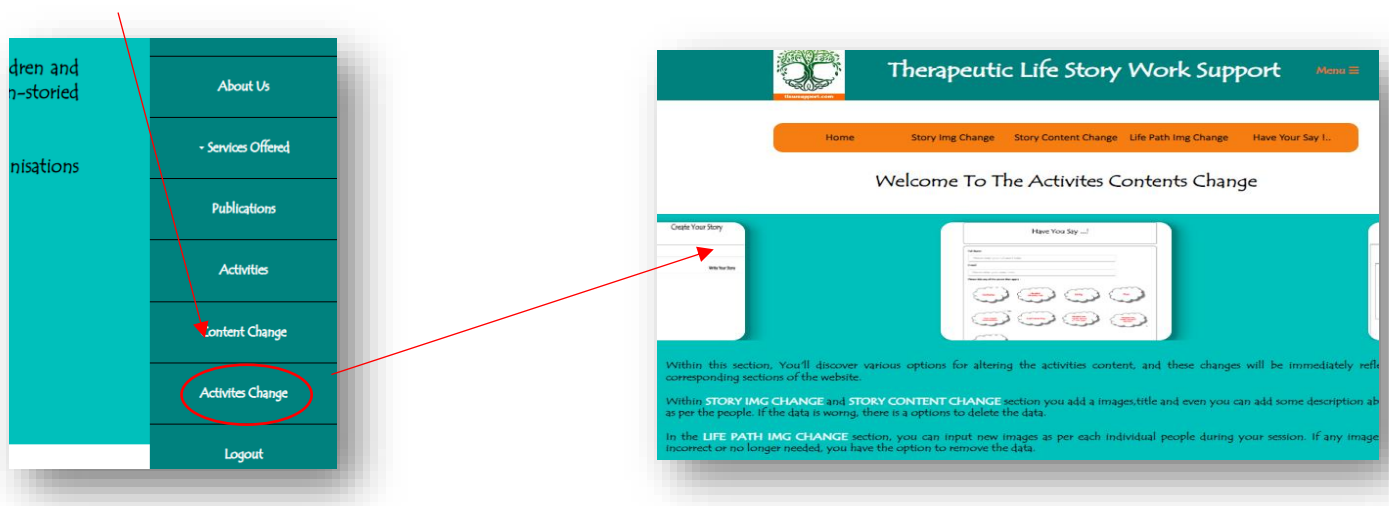 dren and
n-storied
nisations
About Us
- Services Offered
Publications
Activities
Content Change
Activites Change
Logout
tlswsupport.com
Therapeutic Life Story Work Support
Menu ☰
Home Story Img Change Story Content Change Life Path Img Change Have Your Say !..
Welcome To The Activites Contents Change
Create Your Story
Write Your Story
Have You Say ...!
Within this section, You'll discover various options for altering the activities content, and these changes will be immediately refle
corresponding sections of the website.
Within STORY IMG CHANGE and STORY CONTENT CHANGE section you add a images,title and even you can add some description ab
as per the people. If the data is worng, there is a options to delete the data.
In the LIFE PATH IMG CHANGE section, you can input new images as per each individual people during your session. If any image
incorrect or no longer needed, you have the option to remove the data.